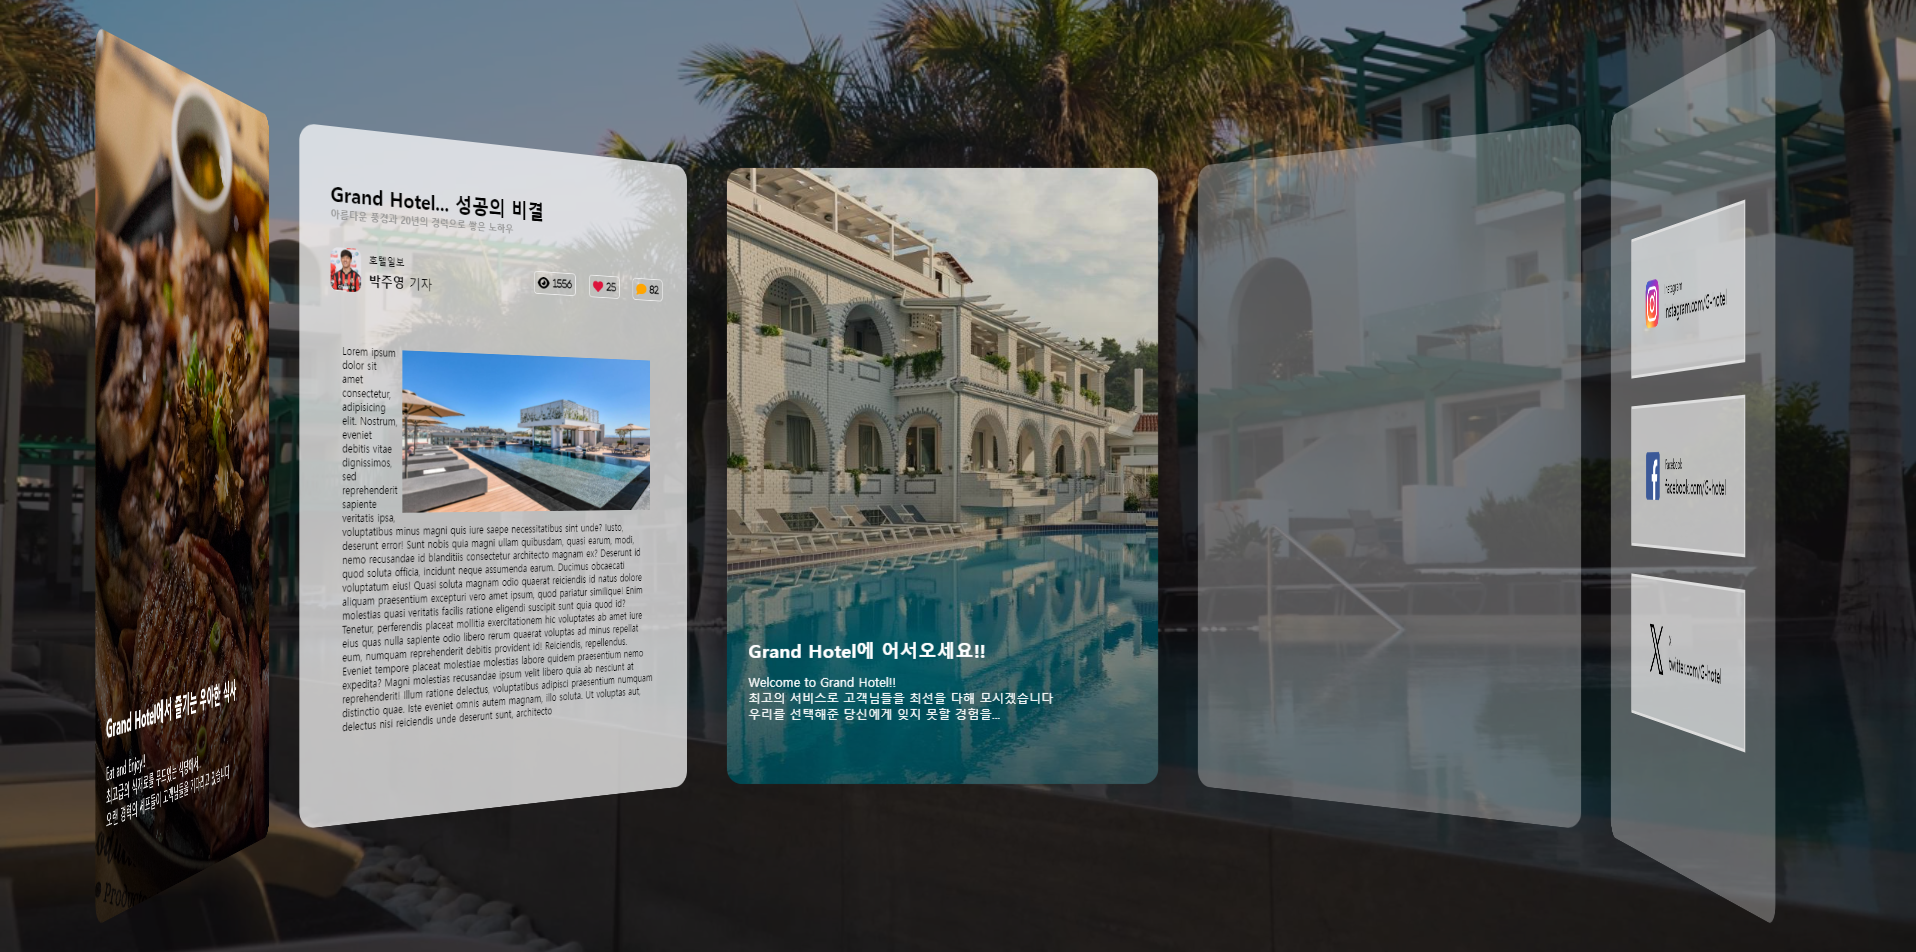 Grand Hotel에서 즐기는 우아한 식사
Eat and Enjoy!!
최고급의 식자료를 무드있는 식당에서..
오랜 경력의 셰프들이 고객님들을 기다리고 있습니다
Grand Hotel... 성공의 비결
아름다운 풍경과 20년의 경력으로 쌓은 노하우
호텔일보
박주영 기자
1556
25
82
Lorem ipsum
dolor sit
amet
consectetur,
adipisicing
elit. Nostrum,
eveniet
debitis vitae
dignissimos,
sed
reprehenderit
sapiente
veritatis ipsa,
voluptatibus minus magni quis iure saepe necessitatibus sint unde? Iusto,
deserunt error! Sunt nobis quia magni ullam quibusdam, quasi earum, modi,
nemo recusandae id blanditiis consectetur architecto magnam ex? Deserunt id
quod soluta officia, incidunt neque assumenda earum. Ducimus obcaecati
voluptatum eius! Quasi soluta magnam odio quaerat reiciendis id natus dolore
aliquam praesentium excepturi vero amet ipsum, quod pariatur similique! Enim
molestias quasi veritatis facilis ratione eligendi suscipit sunt quia quod id?
Tenetur, perferendis placeat mollitia exercitationem hic voluptates ab amet iure
eius quas nulla sapiente odio libero rerum quaerat voluptas ad minus repellat
eum, numquam reprehenderit debitis provident id! Reiciendis, repellendus.
Eveniet tempore placeat molestiae molestias labore quidem praesentium nemo
expedita? Magni molestias recusandae ipsum velit libero quia ab nesciunt at
reprehenderit! Illum ratione delectus, voluptatibus adipisci praesentium numquam
distinctio quae. Iste eveniet omnis autem magnam, illo soluta. Ut voluptas aut,
delectus nisi reiciendis unde deserunt sunt, architecto
Grand Hotel에 어서오세요!!
Welcome to Grand Hotel!!
최고의 서비스로 고객님들을 최선을 다해 모시겠습니다
우리를 선택해준 당신에게 잊지 못할 경험을...
Instagram
instagram.com/G-hotel
Facebook
facebook.com/G-hotel
X
twitter.com/G-hotel